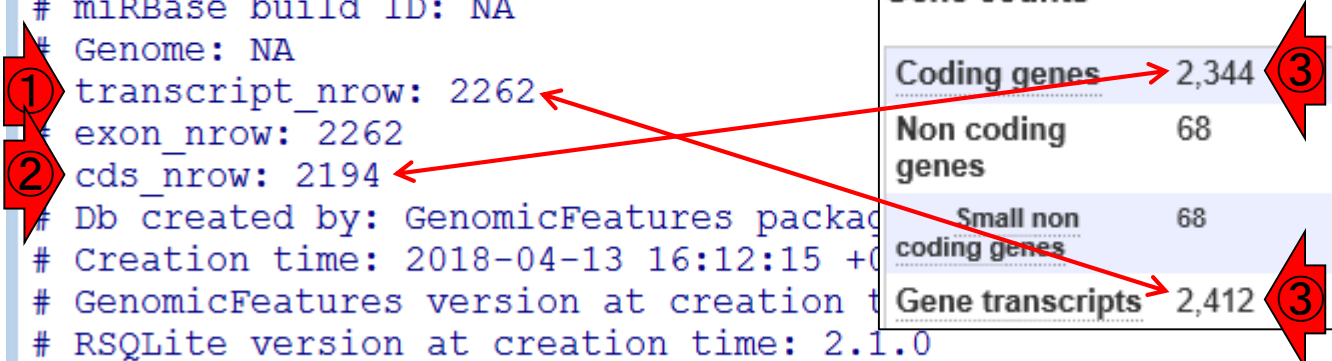 # miRBase build ID: NA
# Genome: NA
① transcript_nrow: 2262
# exon_nrow: 2262
② cds_nrow: 2194
# Db created by: GenomicFeatures packag
# Creation time: 2018-04-13 16:12:15 +0
# GenomicFeatures version at creation t
# RSQLite version at creation time: 2.1.0
Coding genes 2,344 ③
Non coding 68
genes
Small non 68
coding genes
Gene transcripts 2,412 ③